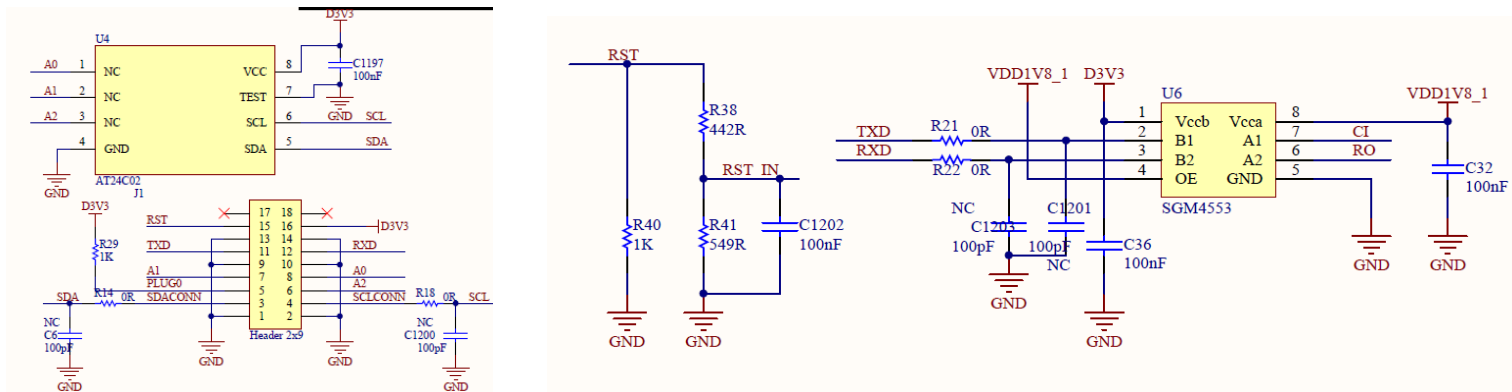 D3V3
U4
A0 1 NC VCC 8 C1197
100nF
A1 2 NC TEST 7
A2 3 NC SCL 6 GND SCL
4 GND SDA 5 SDA
GND AT24C02
J1
D3V3
17 18
RST 15 16 D3V3
13 14
R29 TXD 11 12 RXD
1K 9 10
A1 7 8 A0
PLUG0 5 6 A2
SDA R14 0R SDACONN 3 4 SCLCONN R18 0R SCL
1 2
NC Header 2x9 NC
C6 C1200
100pF GND GND 100pF
GND GND
RST
R38
442R
RST_IN
R40
1K
R41
549R
C1202
100nF
GND GND
VDD1V8_1 D3V3
U6
VDD1V8_1
1 Vccb Vcca 8
TXD R21 0R 2 B1 A1 7 CI
RXD R22 0R 3 B2 A2 6 RO
4 OE GND 5
SGM4553
C32
100nF
NC
C1203 C1201
100pF 100pF
NC
C36
100nF
GND GND GND GND